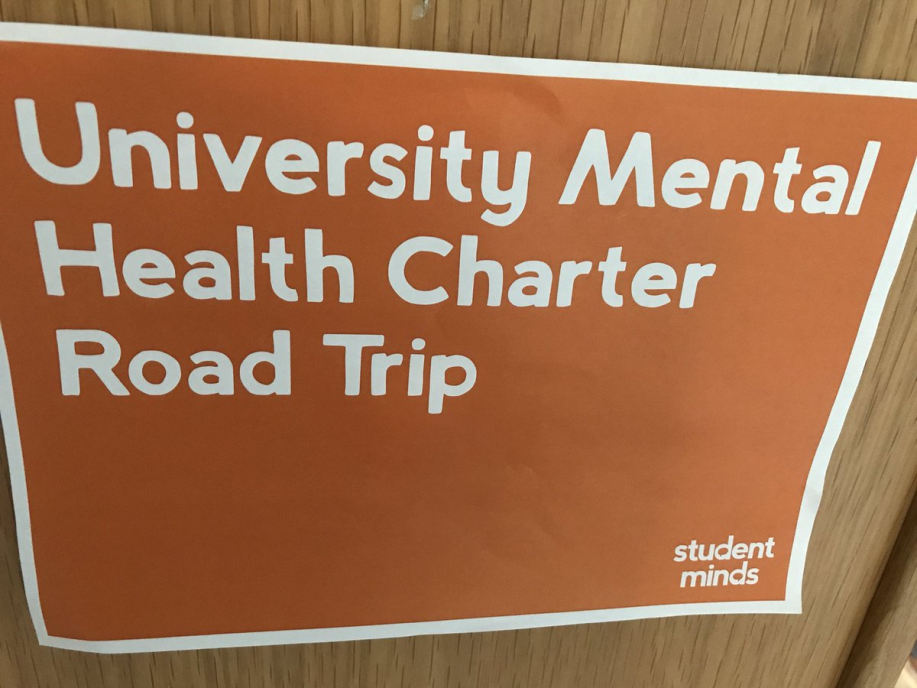 University Mental
Health Charter
Road Trip
student
minds